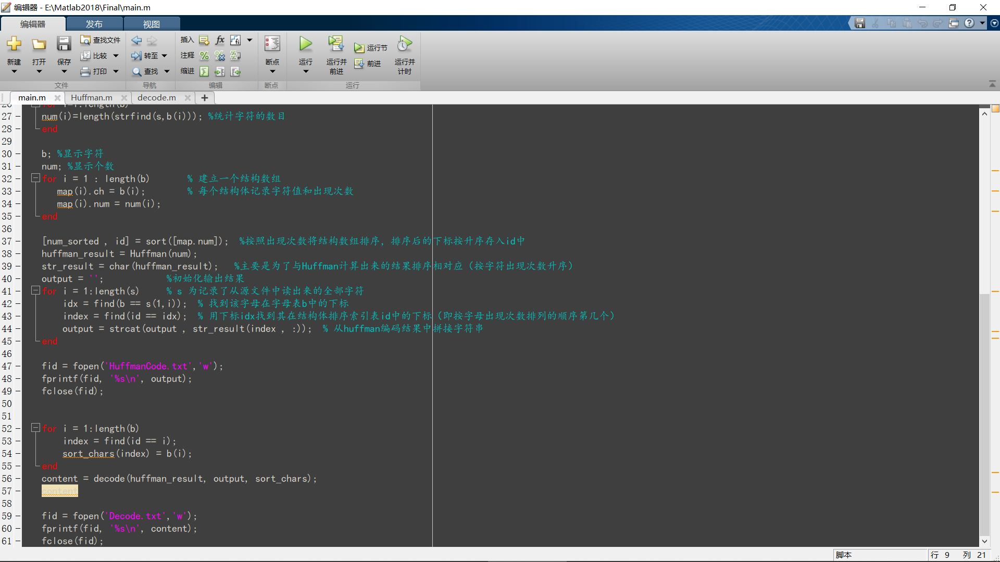 编辑器 - E:\Matlab2018\Final\main.m
编辑器 发布 视图
新建 打开 保存 查找文件 比较 打印
文件
转至 查找
导航
插入 fx
注释
缩进
编辑
断点
断点
运行 运行并前进 运行节 前进 运行并计时
运行
main.m Huffman.m decode.m +
26 for i=1:length(b)
27 num(i)=length(strfind(s,b(i))); %统计字符的数目
28 end
29
30 b; %显示字符
31 num; %显示个数
32 for i = 1 : length(b) % 建立一个结构数组
33 map(i).ch = b(i); % 每个结构体记录字符值和出现次数
34 map(i).num = num(i);
35 end
36
37 [num_sorted , id] = sort([map.num]); %按照出现次数将结构数组排序，排序后的下标按升序存入id中
38 huffman_result = Huffman(num);
39 str_result = char(huffman_result); %主要是为了与Huffman计算出来的结果排序相对应（按字符出现次数升序）
40 output = ''; %初始化输出结果
41 for i = 1:length(s) % s 为记录了从源文件中读出来的全部字符
42 idx = find(b == s(1,i)); % 找到该字母在字母表b中的下标
43 index = find(id == idx); % 用下标idx找到其在结构体排序索引表id中的下标（即按字母出现次数排列的顺序第几个）
44 output = strcat(output , str_result(index , :)); % 从huffman编码结果中拼接字符串
45 end
46
47 fid = fopen('HuffmanCode.txt','w');
48 fprintf(fid, '%s\n', output);
49 fclose(fid);
50
51
52 for i = 1:length(b)
53 index = find(id == i);
54 sort_chars(index) = b(i);
55 end
56 content = decode(huffman_result, output, sort_chars);
57 content
58
59 fid = fopen('Decode.txt','w');
60 fprintf(fid, '%s\n', content);
61 fclose(fid);
脚本 行 9 列 21